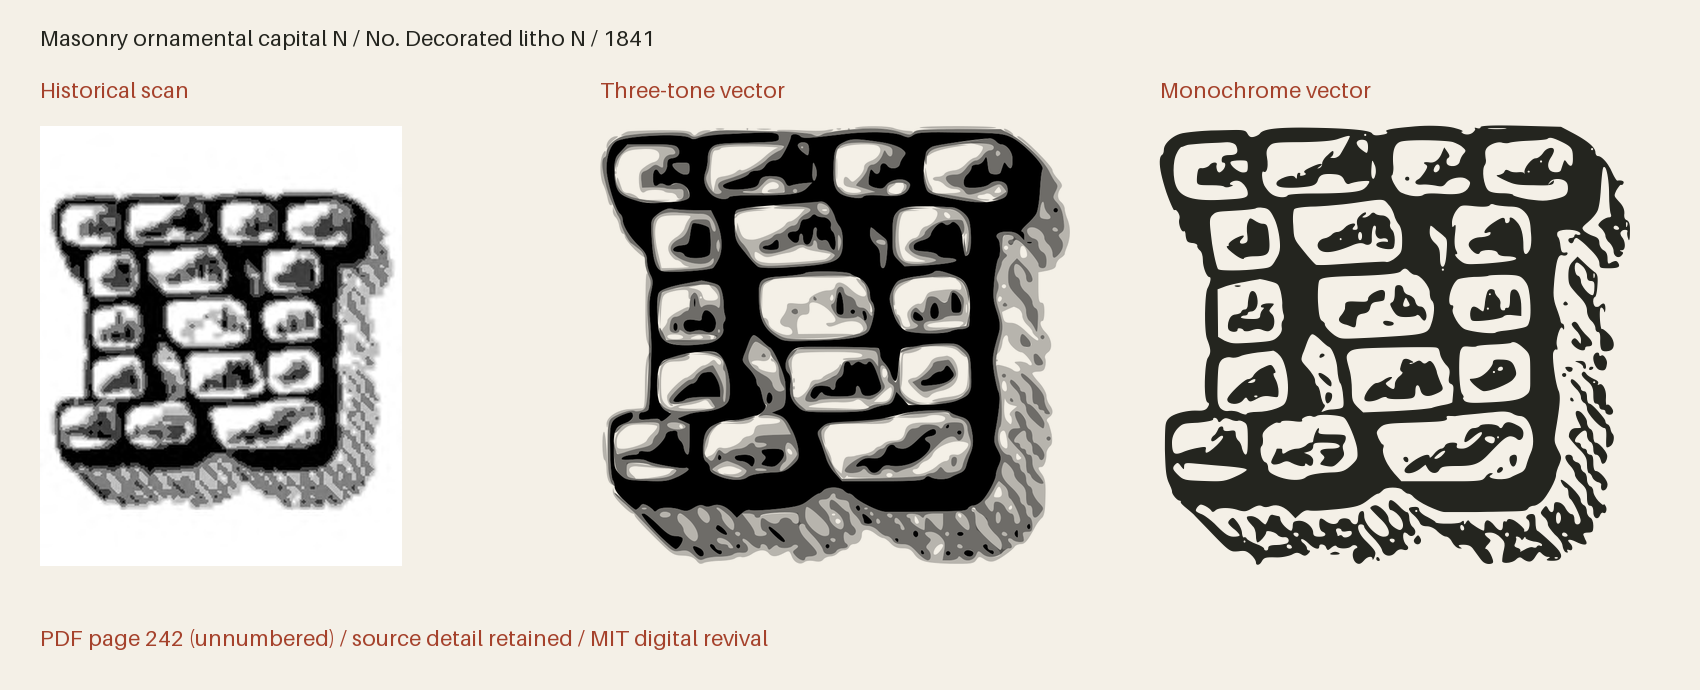 Masonry ornamental capital N / No. Decorated litho N / 1841
Historical scan
Three-tone vector
Monochrome vector
PDF page 242 (unnumbered) / source detail retained / MIT digital revival